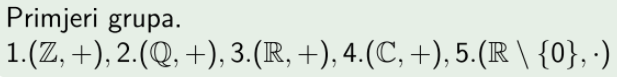 Primjeri grupa.
1.(ℤ, +), 2.(ℚ, +), 3.(ℝ, +), 4.(ℂ, +), 5.(ℝ \ {0}, ·)